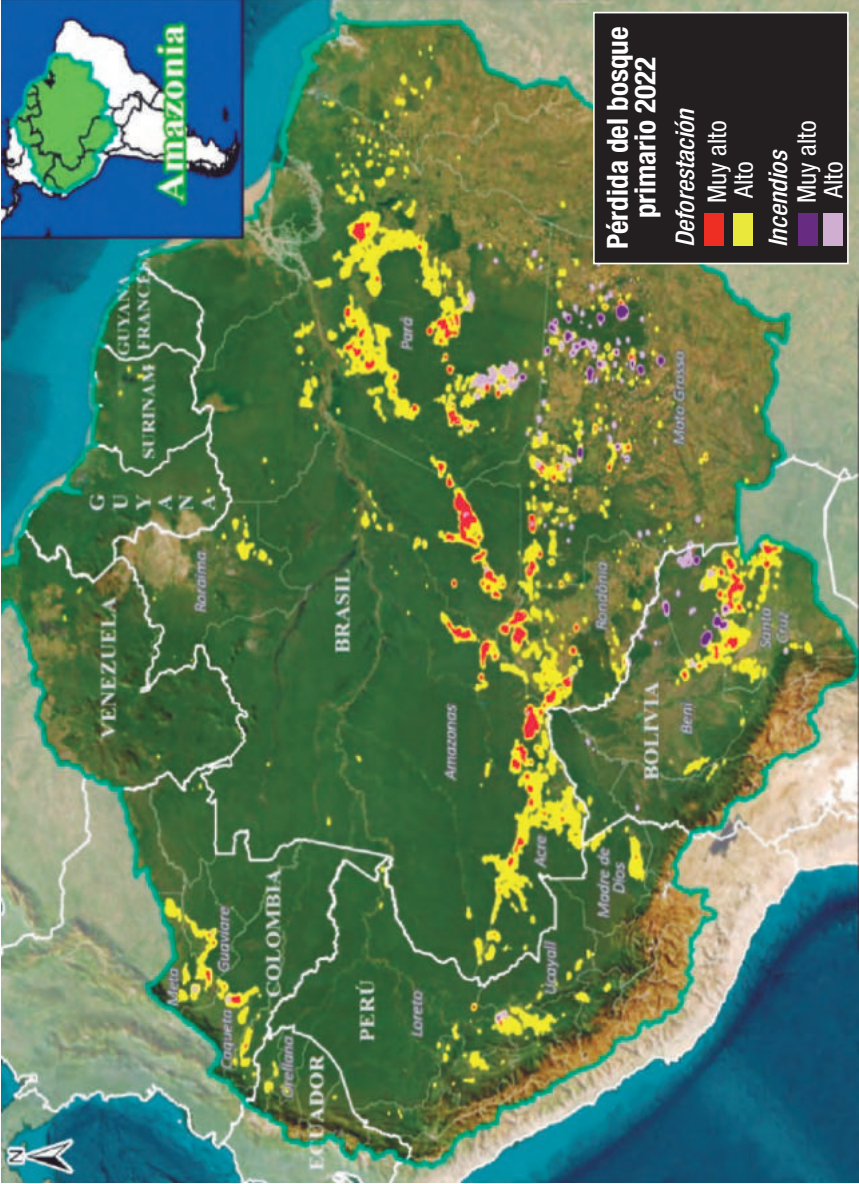 Amazonia
Pérdida del bosque
primario 2022
Deforestación
Muy alto
Alto
Incendios
Muy alto
Alto
N
VENEZUELA
GUYANA
SURINAM
GUYANA
FRANCESA
Roraima
Meta
Guaviare
Caquetá
COLOMBIA
Orellana
ECUADOR
PERÚ
Loreto
BRASIL
Amazonas
Pará
Ucayali
Acre
Madre de
Dios
Rondônia
Mato Grosso
BOLIVIA
Beni
Santa
Cruz